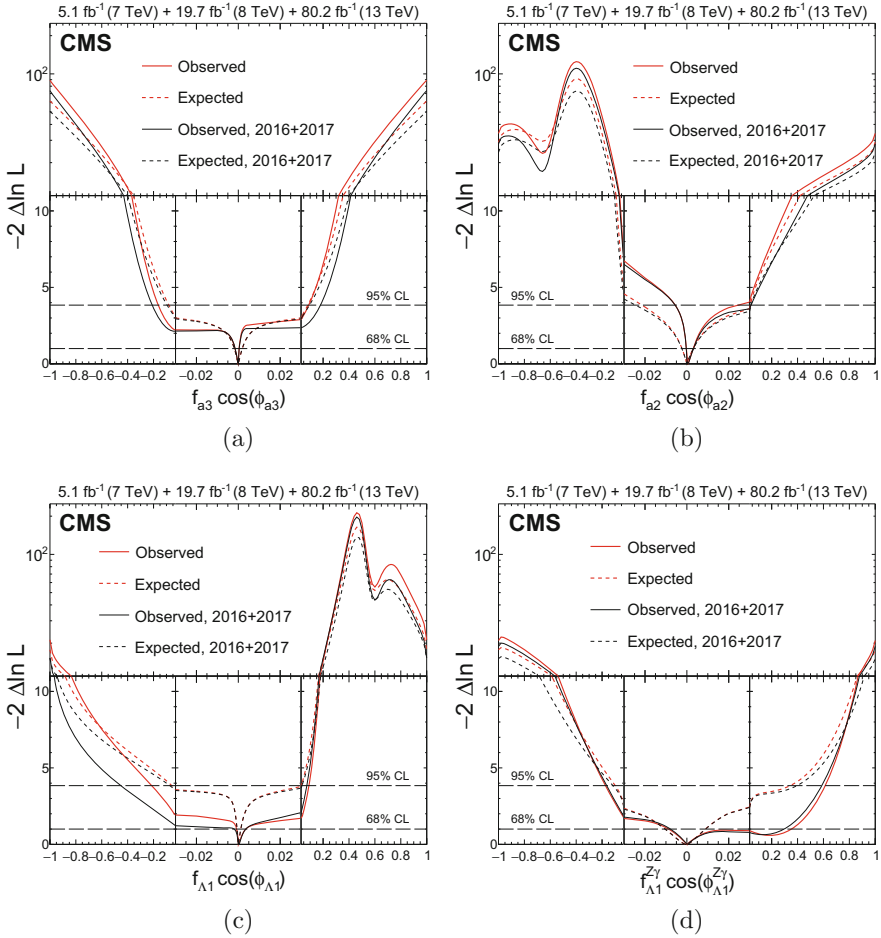 5.1 fb⁻¹ (7 TeV) + 19.7 fb⁻¹ (8 TeV) + 80.2 fb⁻¹ (13 TeV)
CMS
Observed
Expected
Observed, 2016+2017
Expected, 2016+2017
10²
10
5
0
−2 Δln L
95% CL
68% CL
−1 −0.8 −0.6 −0.4 −0.2 −0.02 0 0.02 0.2 0.4 0.6 0.8 1
f_a3 cos(ϕ_a3)
(a)
5.1 fb⁻¹ (7 TeV) + 19.7 fb⁻¹ (8 TeV) + 80.2 fb⁻¹ (13 TeV)
CMS
Observed
Expected
Observed, 2016+2017
Expected, 2016+2017
10²
10
5
0
−2 Δln L
95% CL
68% CL
−1 −0.8 −0.6 −0.4 −0.2 −0.02 0 0.02 0.2 0.4 0.6 0.8 1
f_a2 cos(ϕ_a2)
(b)
5.1 fb⁻¹ (7 TeV) + 19.7 fb⁻¹ (8 TeV) + 80.2 fb⁻¹ (13 TeV)
CMS
Observed
Expected
Observed, 2016+2017
Expected, 2016+2017
10²
10
5
0
−2 Δln L
95% CL
68% CL
−1 −0.8 −0.6 −0.4 −0.2 −0.02 0 0.02 0.2 0.4 0.6 0.8 1
f_Λ1 cos(ϕ_Λ1)
(c)
5.1 fb⁻¹ (7 TeV) + 19.7 fb⁻¹ (8 TeV) + 80.2 fb⁻¹ (13 TeV)
CMS
Observed
Expected
Observed, 2016+2017
Expected, 2016+2017
10²
10
5
0
−2 Δln L
95% CL
68% CL
−1 −0.8 −0.6 −0.4 −0.2 −0.02 0 0.02 0.2 0.4 0.6 0.8 1
f_Λ1^Zγ cos(ϕ_Λ1^Zγ)
(d)